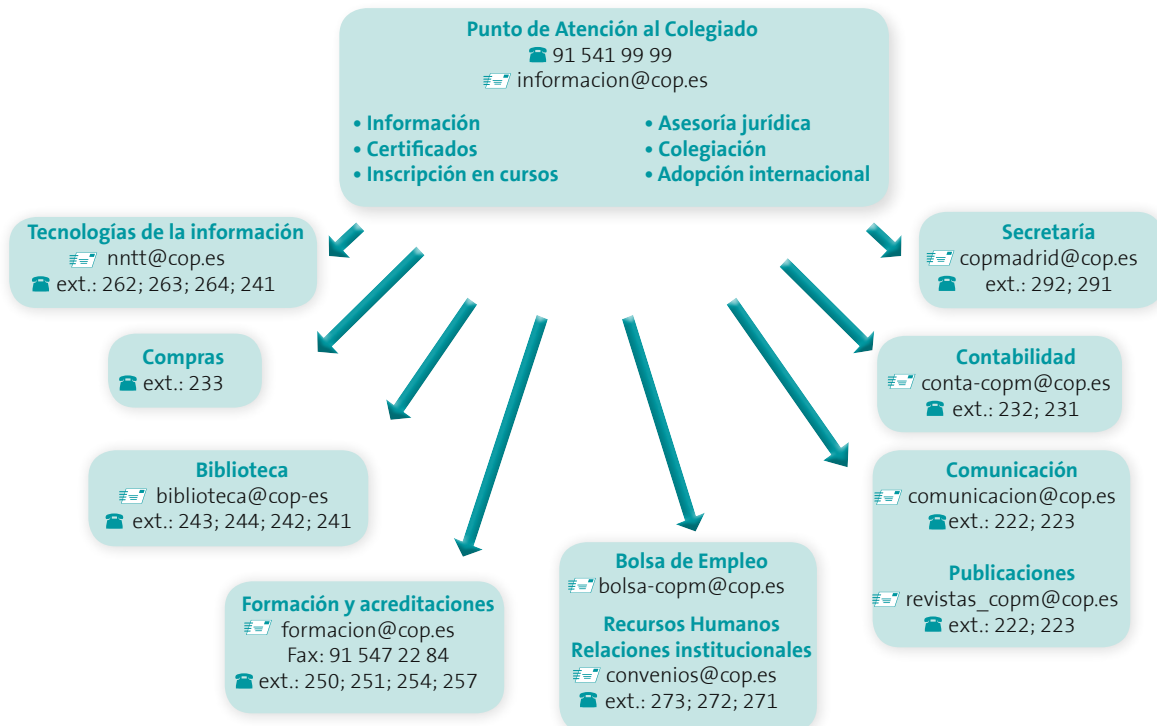 Punto de Atención al Colegiado
91 541 99 99
informacion@cop.es
• Información
• Certificados
• Inscripción en cursos
• Asesoría jurídica
• Colegiación
• Adopción internacional
Tecnologías de la información
nntt@cop.es
ext.: 262; 263; 264; 241
Compras
ext.: 233
Biblioteca
biblioteca@cop-es
ext.: 243; 244; 242; 241
Formación y acreditaciones
formacion@cop.es
Fax: 91 547 22 84
ext.: 250; 251; 254; 257
Bolsa de Empleo
bolsa-copm@cop.es
Recursos Humanos
Relaciones institucionales
convenios@cop.es
ext.: 273; 272; 271
Secretaría
copmadrid@cop.es
ext.: 292; 291
Contabilidad
conta-copm@cop.es
ext.: 232; 231
Comunicación
comunicacion@cop.es
ext.: 222; 223
Publicaciones
revistas_copm@cop.es
ext.: 222; 223